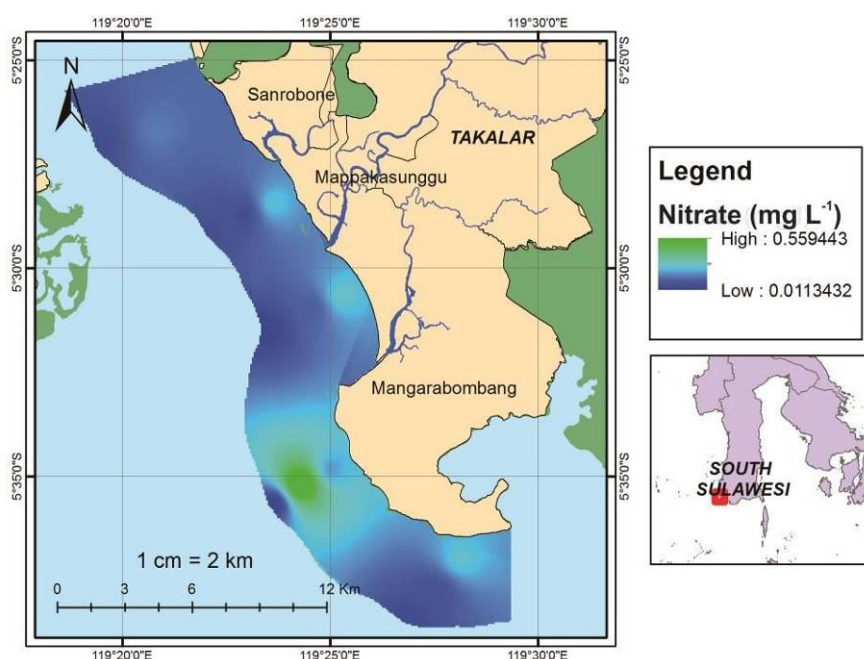 119°20'0"E 119°25'0"E 119°30'0"E
5°25'0"S 5°25'0"S
N
Sanrobone
TAKALAR
Mappakasunggu
5°30'0"S 5°30'0"S
Mangarabombang
5°35'0"S 5°35'0"S
1 cm = 2 km
0 3 6 12 Km
119°20'0"E 119°25'0"E 119°30'0"E
Legend
Nitrate (mg L⁻¹)
High : 0.559443
Low : 0.0113432
SOUTH
SULAWESI